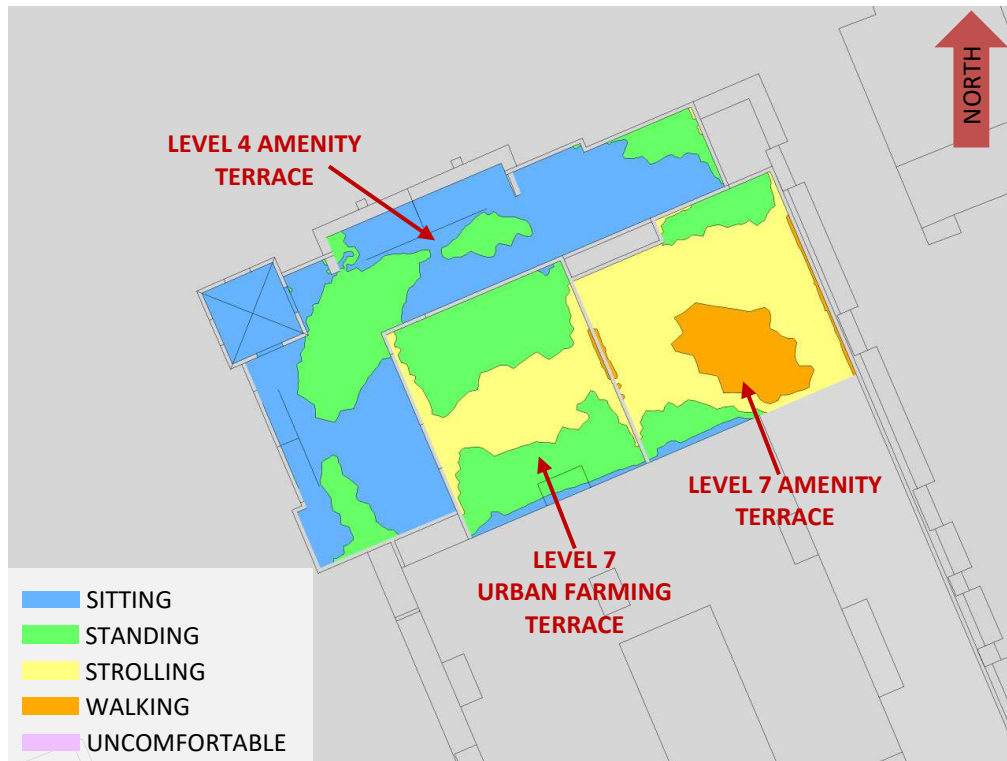 NORTH
LEVEL 4 AMENITY
TERRACE
LEVEL 7 AMENITY
TERRACE
LEVEL 7
URBAN FARMING
TERRACE
SITTING
STANDING
STROLLING
WALKING
UNCOMFORTABLE